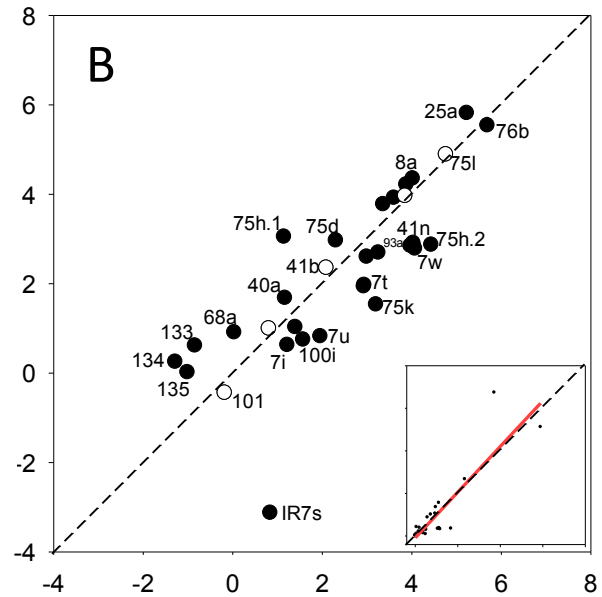 8
B
6
25a
76b
75l
8a
4
75h.1
75d
41n
93a
75h.2
7w
41b
2
40a
7t
75k
68a
133
7u
100i
7i
134
0
135
101
-2
IR7s
-4
-4 -2 0 2 4 6 8